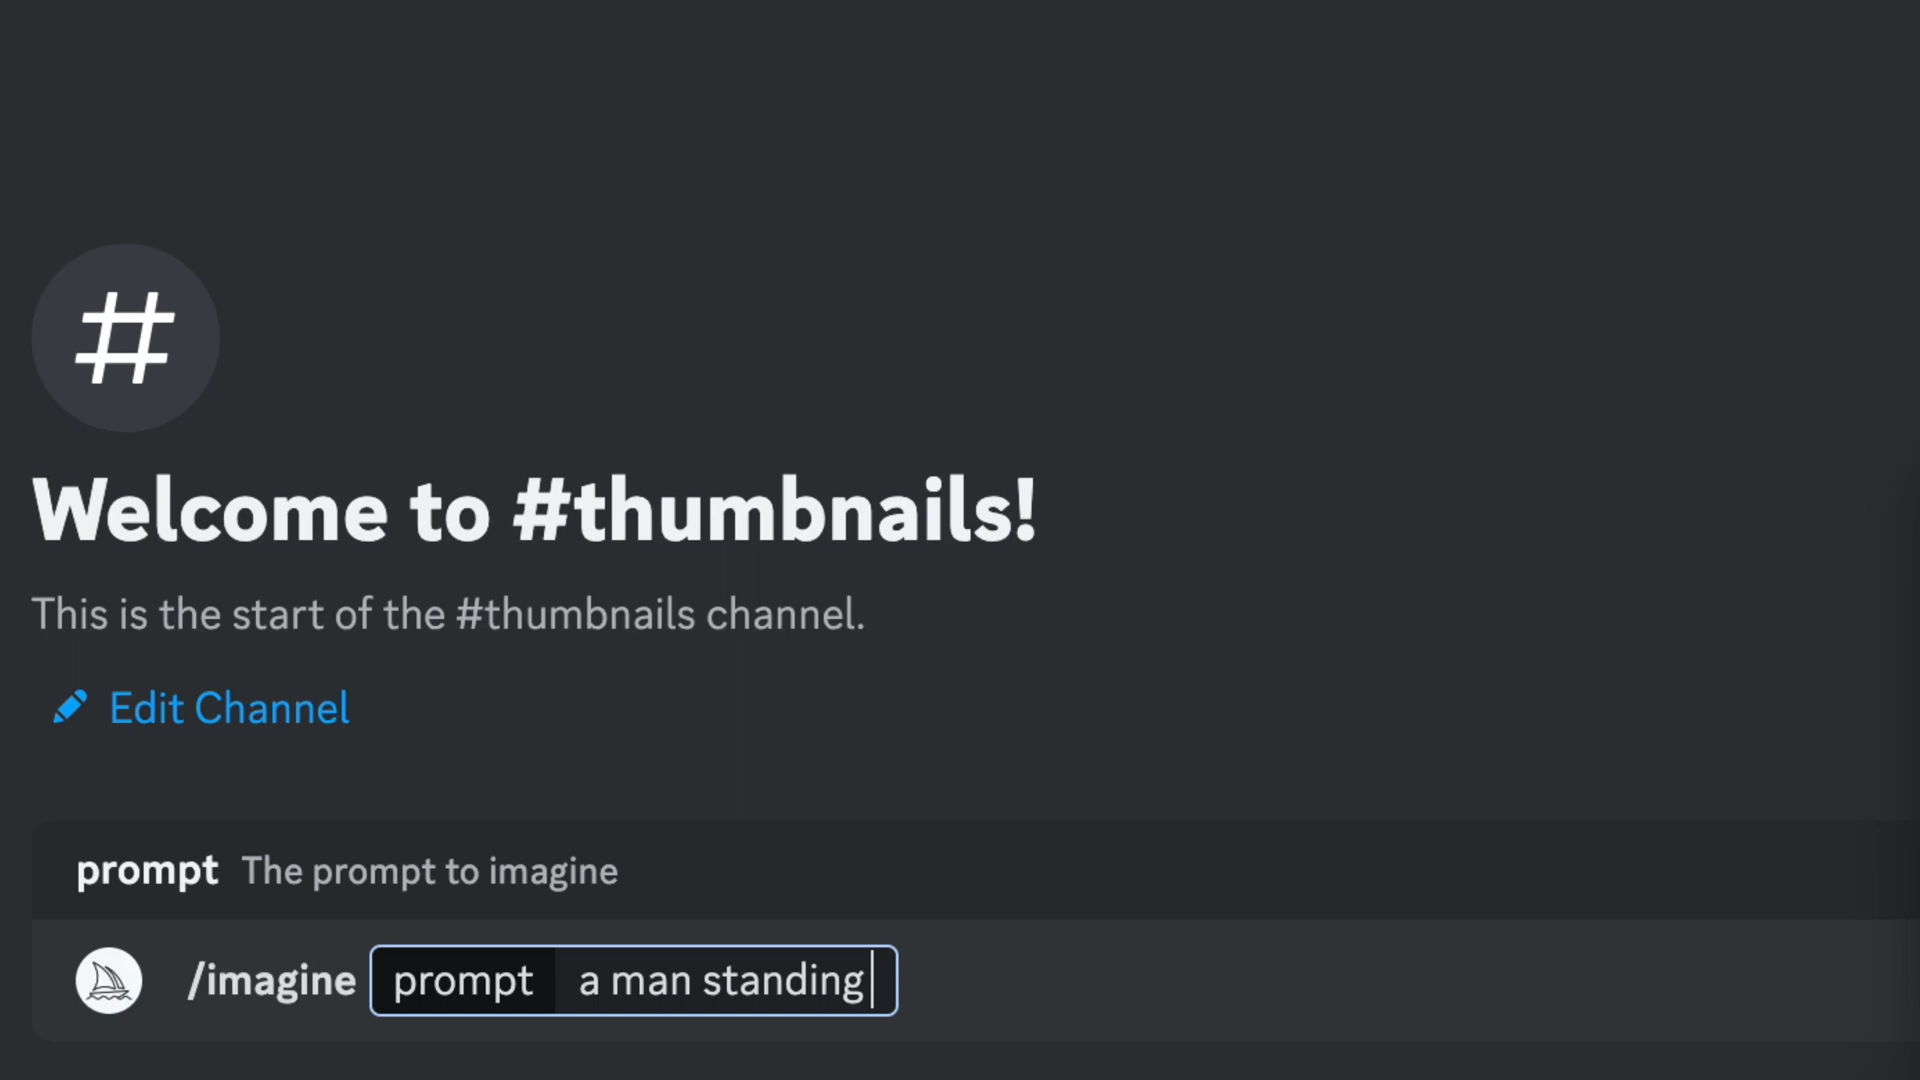 #
Welcome to #thumbnails!
This is the start of the #thumbnails channel.
Edit Channel
prompt The prompt to imagine
/imagine prompt a man standing